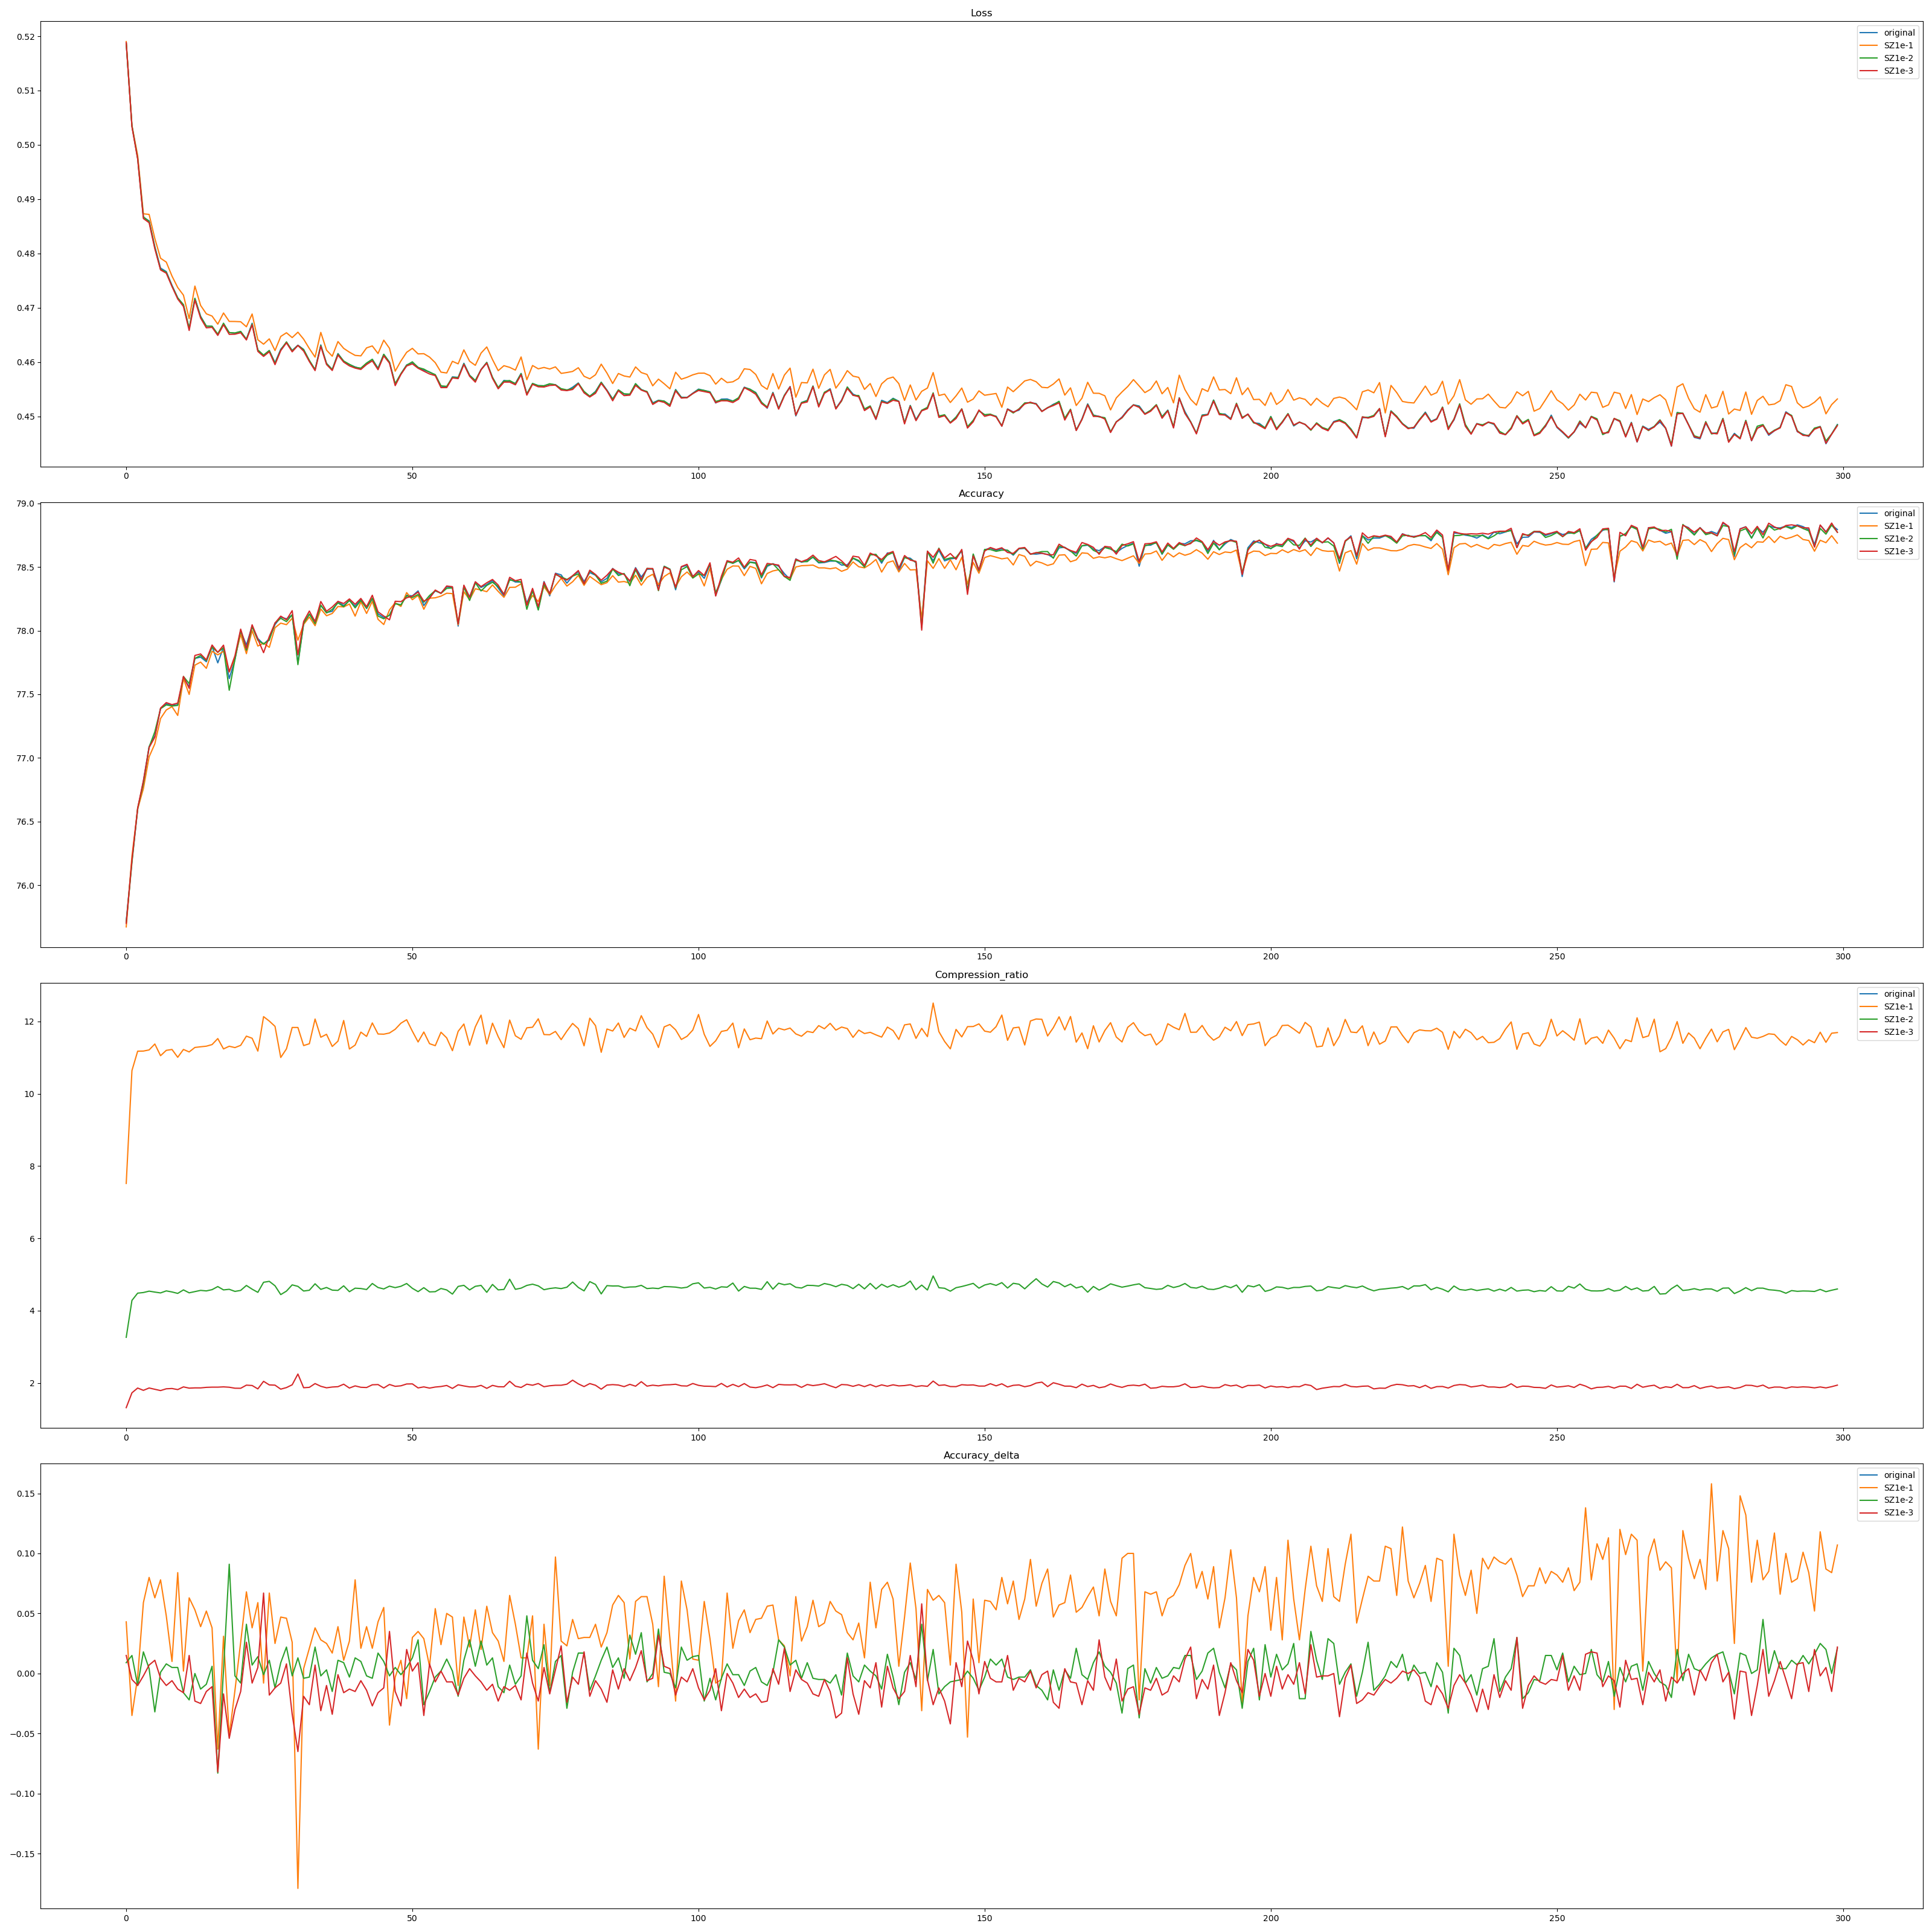 Loss
0.52
0.51
0.50
0.49
0.48
0.47
0.46
0.45
0 50 100 150 200 250 300
original
SZ1e-1
SZ1e-2
SZ1e-3
Accuracy
79.0
78.5
78.0
77.5
77.0
76.5
76.0
0 50 100 150 200 250 300
original
SZ1e-1
SZ1e-2
SZ1e-3
Compression_ratio
12
10
8
6
4
2
0 50 100 150 200 250 300
original
SZ1e-1
SZ1e-2
SZ1e-3
Accuracy_delta
0.15
0.10
0.05
0.00
−0.05
−0.10
−0.15
0 50 100 150 200 250 300
original
SZ1e-1
SZ1e-2
SZ1e-3